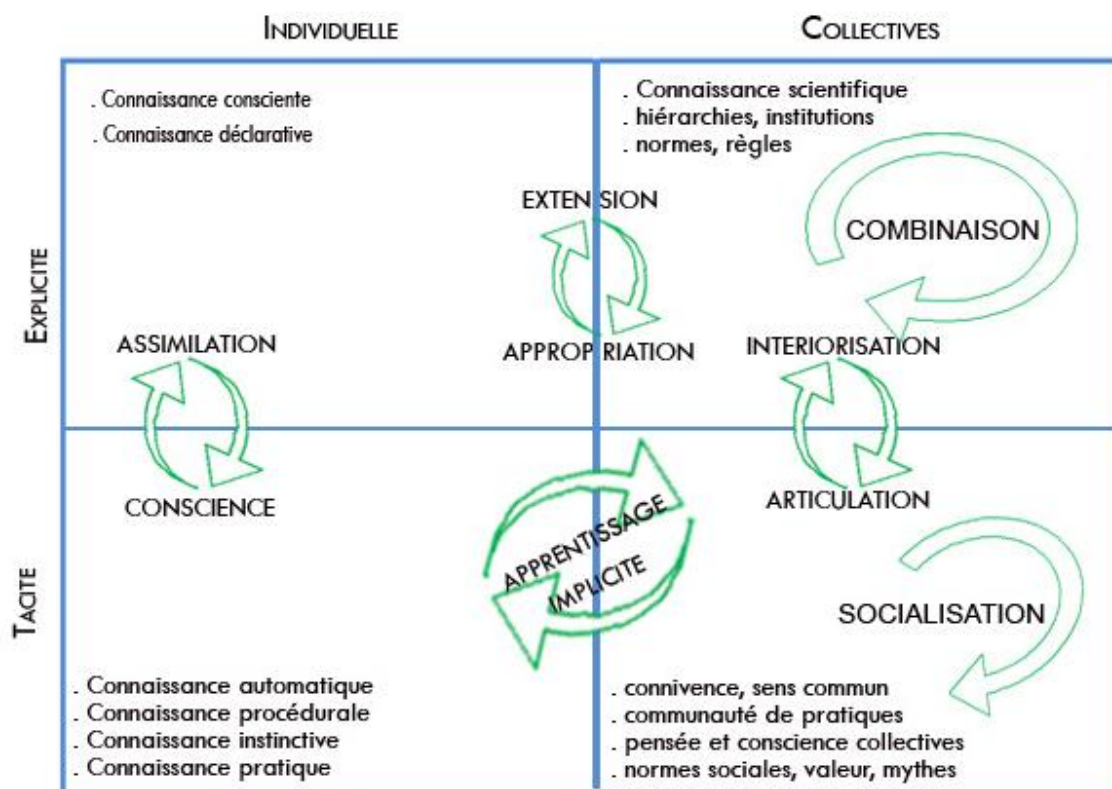 INDIVIDUELLE
COLLECTIVES
EXPLICITE
. Connaissance consciente
. Connaissance déclarative
. Connaissance scientifique
. hiérarchies, institutions
. normes, règles
EXTENSION
COMBINAISON
ASSIMILATION
APPROPRIATION
INTERIORISATION
TACITE
CONSCIENCE
APPRENTISSAGE
IMPLICITE
ARTICULATION
SOCIALISATION
. Connaissance automatique
. Connaissance procédurale
. Connaissance instinctive
. Connaissance pratique
. connivence, sens commun
. communauté de pratiques
. pensée et conscience collectives
. normes sociales, valeur, mythes